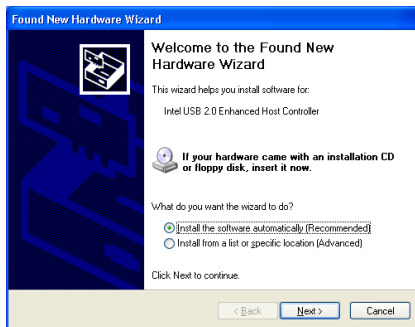 Found New Hardware Wizard
Welcome to the Found New
Hardware Wizard
This wizard helps you install software for:
Intel USB 2.0 Enhanced Host Controller
If your hardware came with an installation CD
or floppy disk, insert it now.
What do you want the wizard to do?
Install the software automatically (Recommended)
Install from a list or specific location (Advanced)
Click Next to continue.
< Back
Next >
Cancel